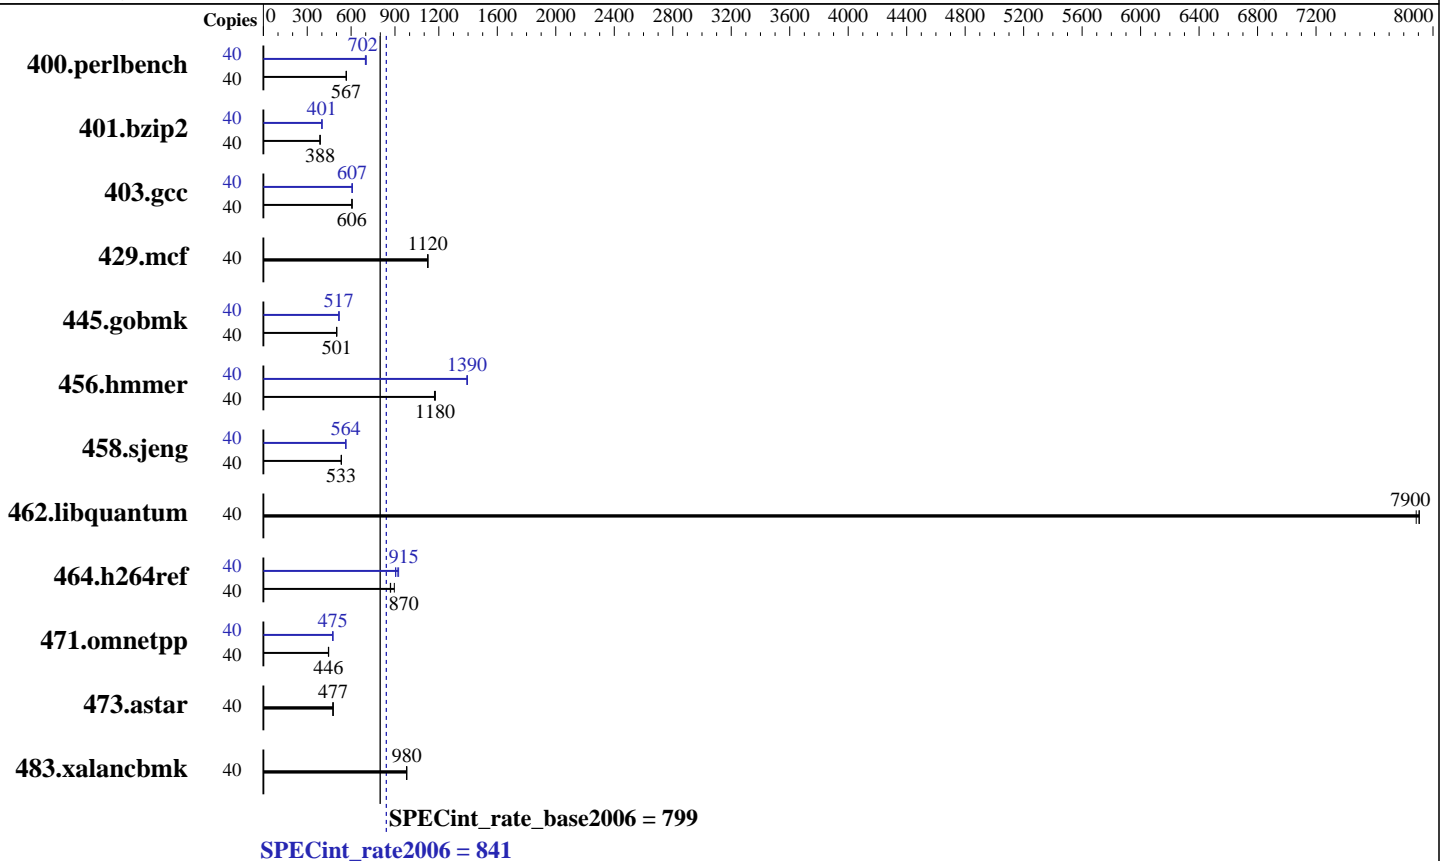 Copies 0 300 600 900 1200 1600 2000 2400 2800 3200 3600 4000 4400 4800 5200 5600 6000 6400 6800 7200 8000
400.perlbench 40 702
40 567
401.bzip2 40 401
40 388
403.gcc 40 607
40 606
429.mcf 40 1120
445.gobmk 40 517
40 501
456.hmmer 40 1390
40 1180
458.sjeng 40 564
40 533
462.libquantum 40 7900
464.h264ref 40 915
40 870
471.omnetpp 40 475
40 446
473.astar 40 477
483.xalancbmk 40 980
SPECint_rate_base2006 = 799
SPECint_rate2006 = 841